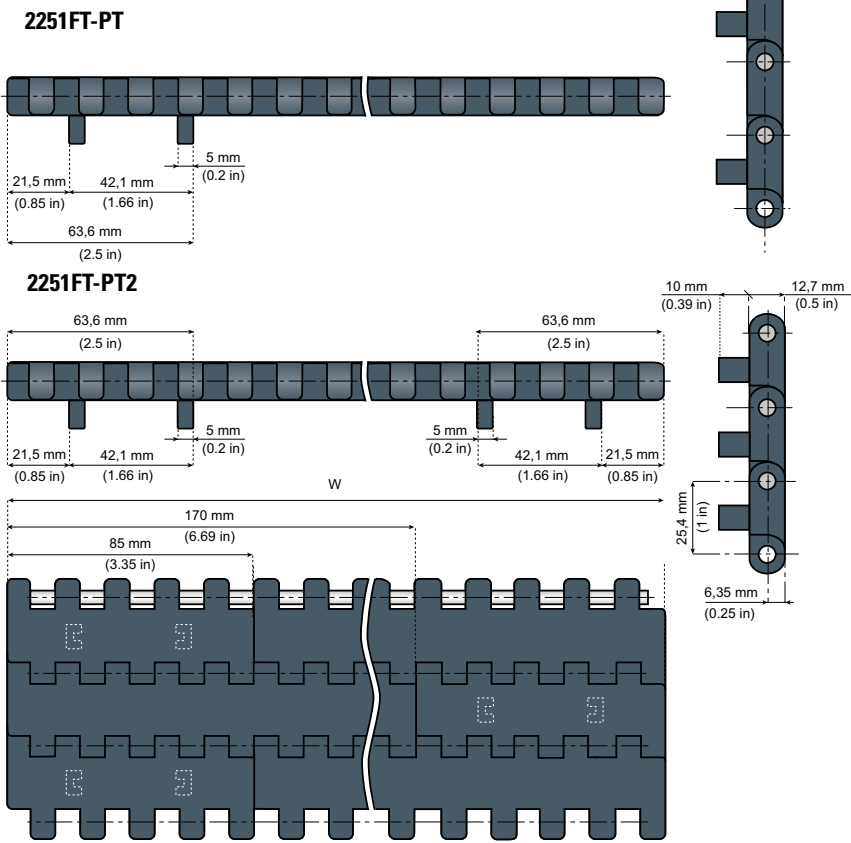 2251FT-PT
5 mm
(0.2 in)
21,5 mm
(0.85 in)
42,1 mm
(1.66 in)
63,6 mm
(2.5 in)
2251FT-PT2
63,6 mm
(2.5 in)
63,6 mm
(2.5 in)
10 mm
(0.39 in)
12,7 mm
(0.5 in)
5 mm
(0.2 in)
5 mm
(0.2 in)
21,5 mm
(0.85 in)
42,1 mm
(1.66 in)
42,1 mm
(1.66 in)
21,5 mm
(0.85 in)
W
170 mm
(6.69 in)
85 mm
(3.35 in)
25,4 mm
(1 in)
6,35 mm
(0.25 in)